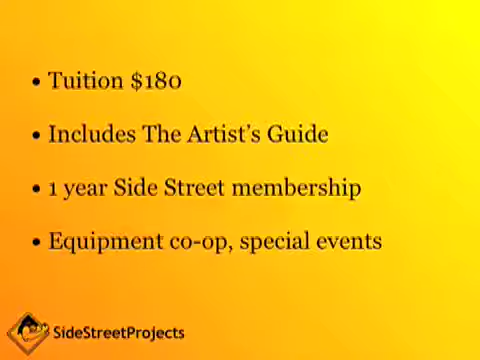 • Tuition $180
• Includes The Artist's Guide
• 1 year Side Street membership
• Equipment co-op, special events
SideStreetProjects